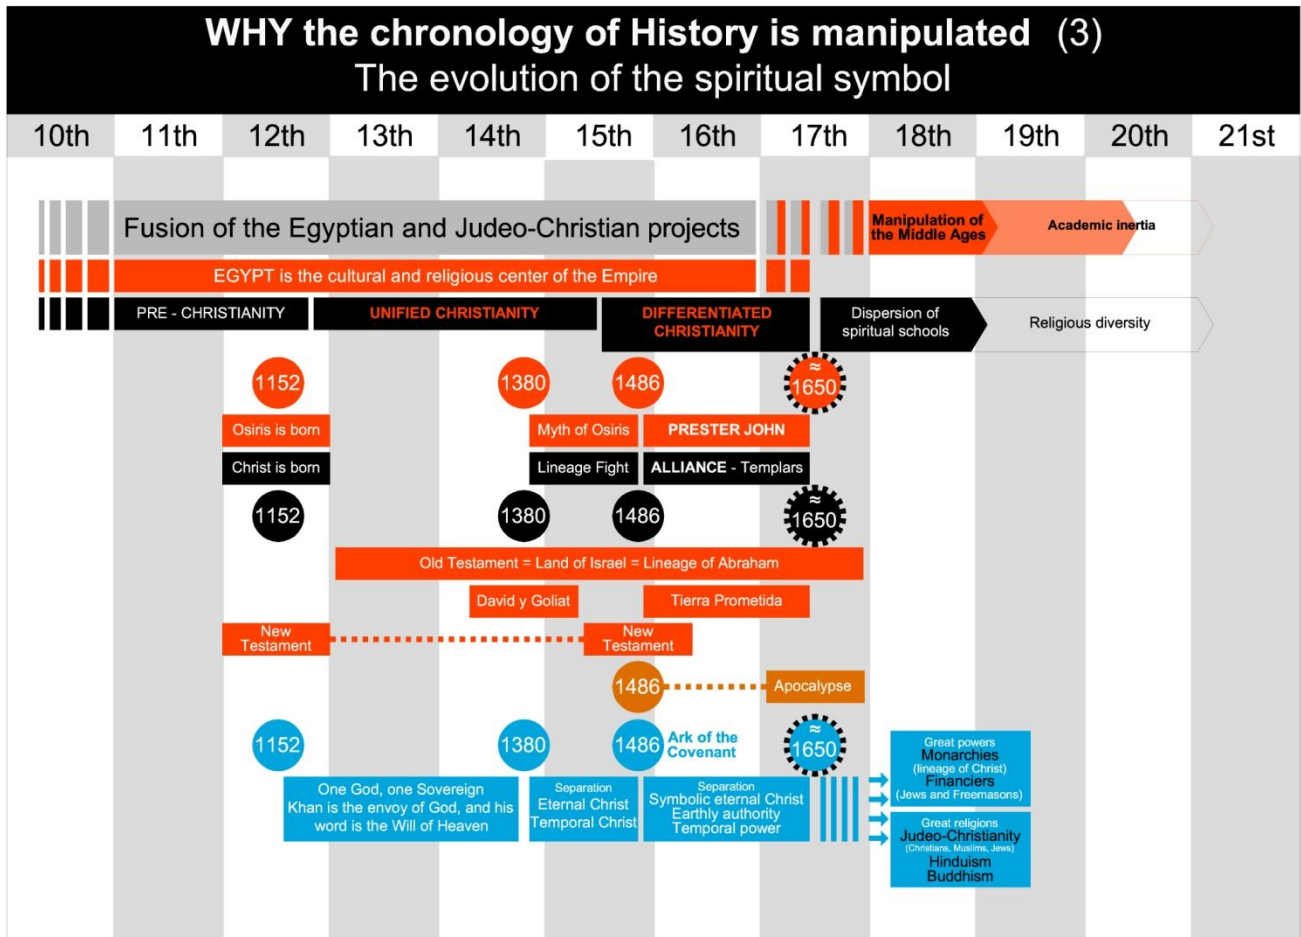 WHY the chronology of History is manipulated (3)
The evolution of the spiritual symbol
10th 11th 12th 13th 14th 15th 16th 17th 18th 19th 20th 21st
Fusion of the Egyptian and Judeo-Christian projects
Manipulation of
the Middle Ages
Academic inertia
EGYPT is the cultural and religious center of the Empire
PRE - CHRISTIANITY
UNIFIED CHRISTIANITY
DIFFERENTIATED
CHRISTIANITY
Dispersion of
spiritual schools
Religious diversity
1152
1380
1486
≈
1650
Osiris is born
Myth of Osiris
PRESTER JOHN
Christ is born
Lineage Fight
ALLIANCE - Templars
1152
1380
1486
≈
1650
Old Testament = Land of Israel = Lineage of Abraham
David y Goliat
Tierra Prometida
New
Testament
New
Testament
1486
Apocalypse
1152
1380
1486
Ark of the
Covenant
≈
1650
One God, one Sovereign
Khan is the envoy of God, and his
word is the Will of Heaven
Separation
Eternal Christ
Temporal Christ
Separation
Symbolic eternal Christ
Earthly authority
Temporal power
Great powers
Monarchies
(lineage of Christ)
Financiers
(Jews and Freemasons)
Great religions
Judeo-Christianity
(Christians, Muslims, Jews)
Hinduism
Buddhism